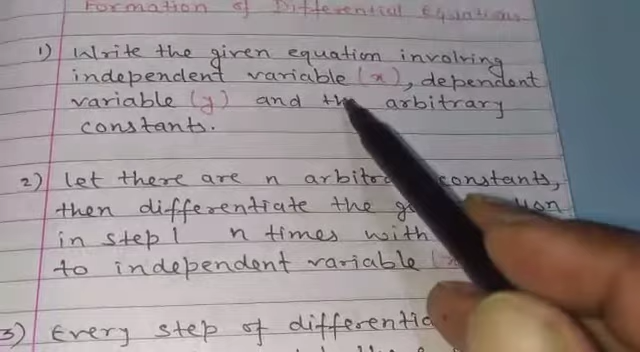 Formation of Differential Equations
1) Write the given equation involving
independent variable (x), dependent
variable (y) and the arbitrary
constants.
2) let there are n arbitrary constants,
then differentiate the
in step 1 n times with
to independent variable (x
3) Every step of